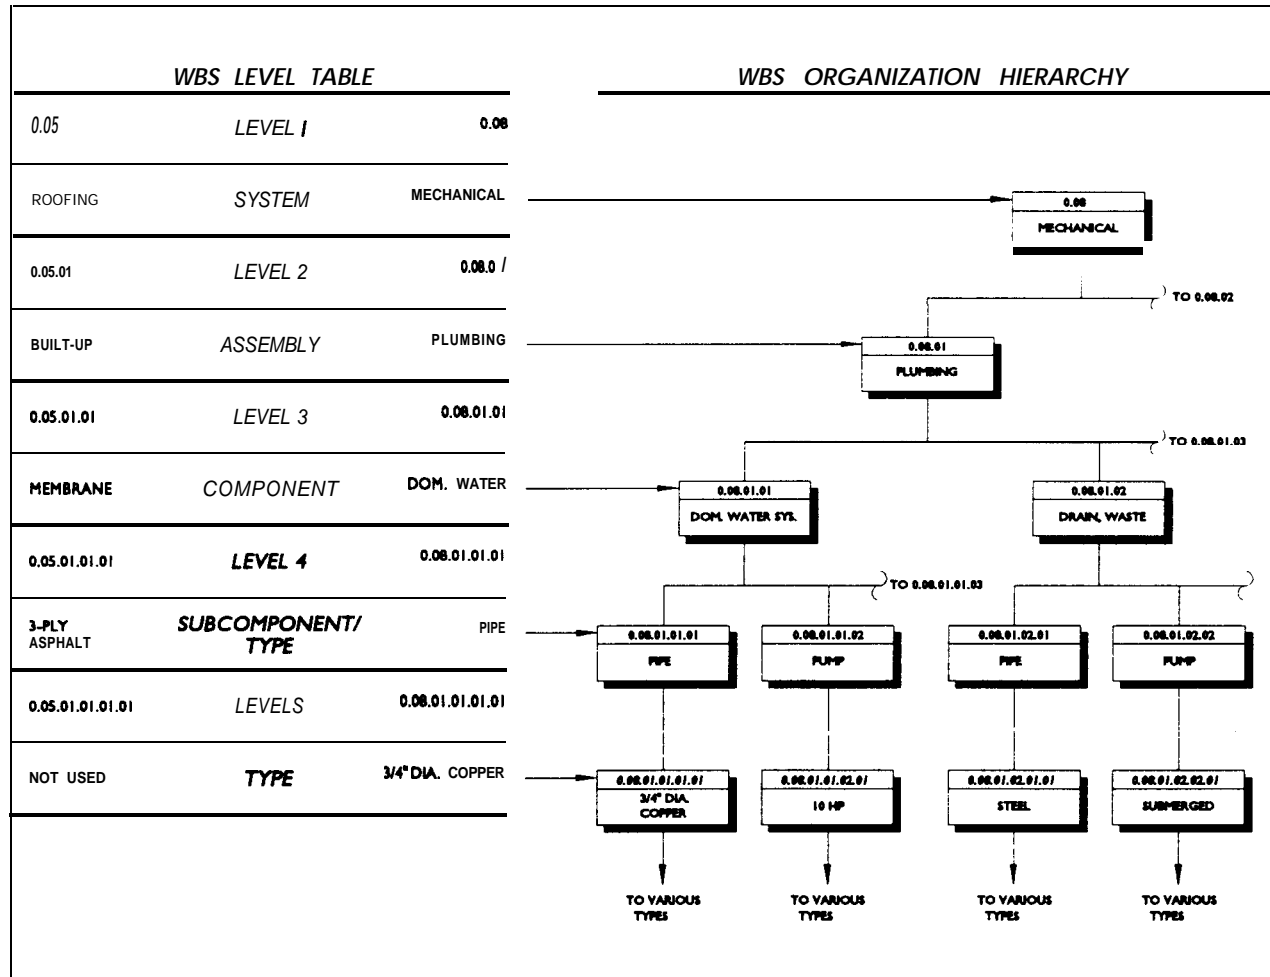 WBS LEVEL TABLE
WBS ORGANIZATION HIERARCHY
0.05 LEVEL 1 0.08
ROOFING SYSTEM MECHANICAL
0.05.01 LEVEL 2 0.08.0 /
BUILT-UP ASSEMBLY PLUMBING
0.05.01.01 LEVEL 3 0.08.01.01
MEMBRANE COMPONENT DOM. WATER
0.05.01.01.01 LEVEL 4 0.08.01.01.01
3-PLY
ASPHALT
SUBCOMPONENT/
TYPE
PIPE
0.05.01.01.01.01 LEVELS 0.08.01.01.01.01
NOT USED TYPE 3/4" DIA. COPPER
0.08
MECHANICAL
TO 0.08.02
0.08.01
PLUMBING
TO 0.08.01.03
0.08.01.01
DOM. WATER SYS.
0.08.01.02
DRAIN, WASTE
TO 0.08.01.01.03
0.08.01.01.01
PIPE
0.08.01.01.02
PUMP
0.08.01.02.01
PIPE
0.08.01.02.02
PUMP
0.08.01.01.01.01
3/4" DIA.
COPPER
0.08.01.01.02.01
10 HP
0.08.01.02.01.01
STEEL
0.08.01.02.02.01
SUBMERGED
TO VARIOUS
TYPES
TO VARIOUS
TYPES
TO VARIOUS
TYPES
TO VARIOUS
TYPES